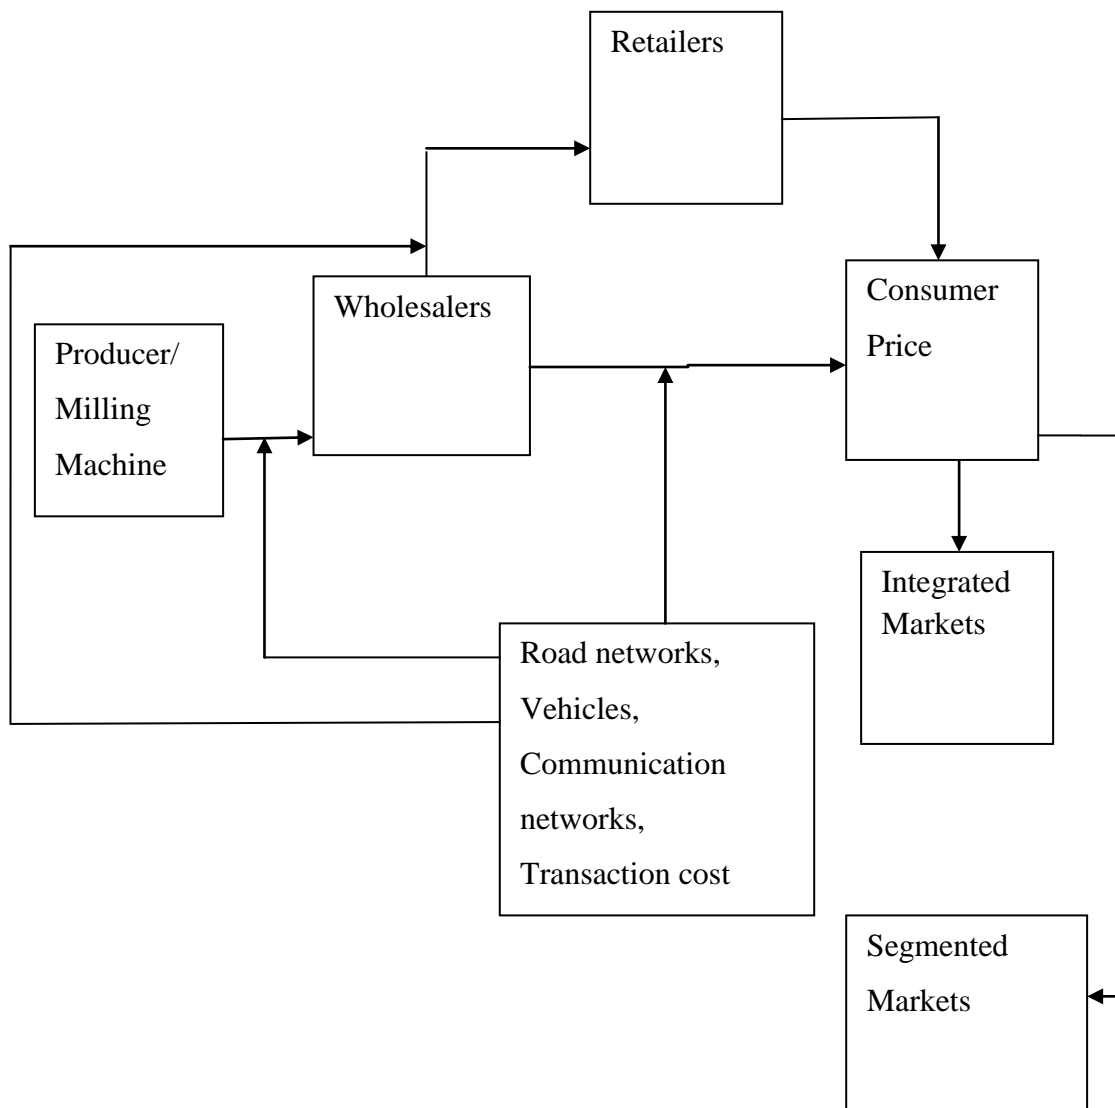 Retailers
Wholesalers
Consumer
Price
Producer/
Milling
Machine
Integrated
Markets
Road networks,
Vehicles,
Communication
networks,
Transaction cost
Segmented
Markets